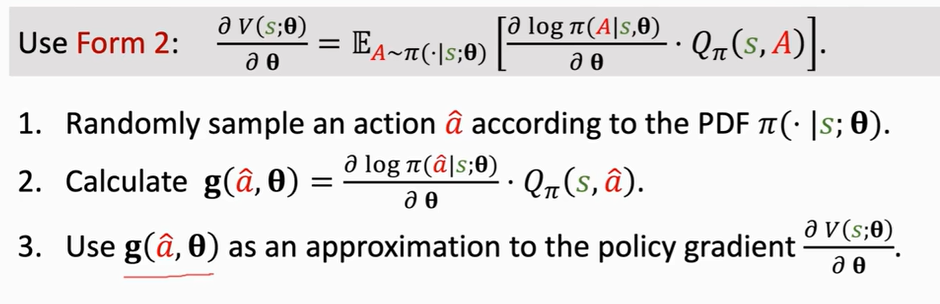 Use Form 2: ∂ V(s;θ) / ∂ θ = 𝔼_{A~π(·|s;θ)} [ ∂ log π(A|s,θ) / ∂ θ · Q_π(s, A) ].
1. Randomly sample an action â according to the PDF π(· |s; θ).
2. Calculate g(â, θ) = ∂ log π(â|s;θ) / ∂ θ · Q_π(s, â).
3. Use g(â, θ) as an approximation to the policy gradient ∂ V(s;θ) / ∂ θ .